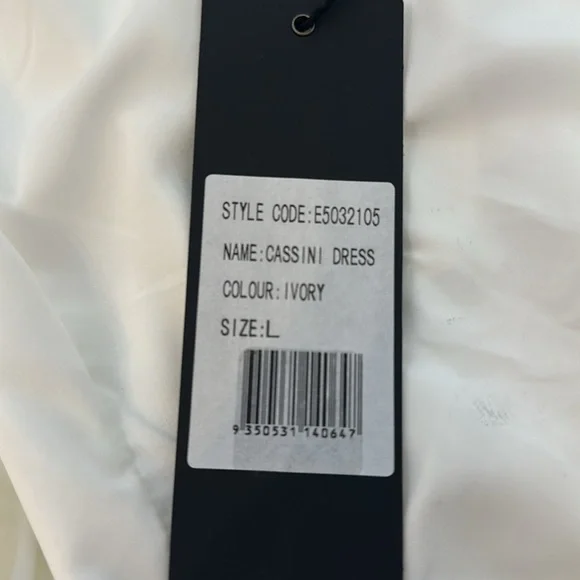 STYLE CODE:E5032105
NAME:CASSINI DRESS
COLOUR:IVORY
SIZE:L
9 350531 140647